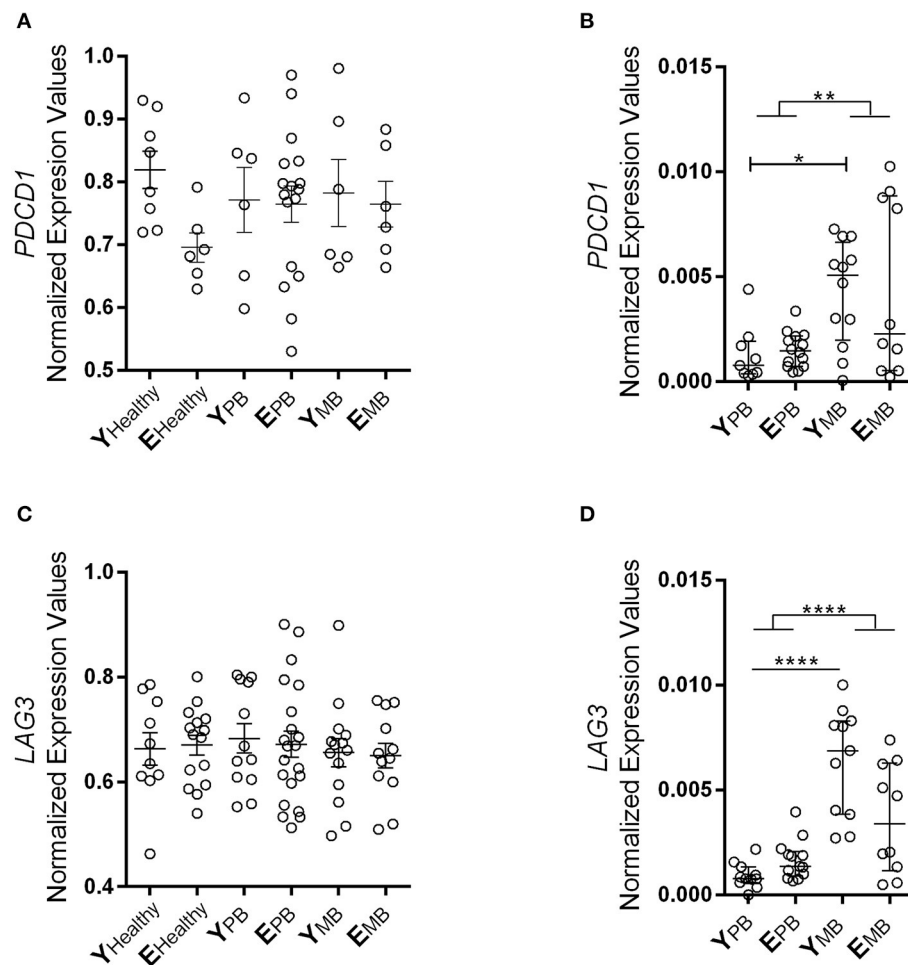 A
PDCD1
Normalized Expression Values
1.0
0.9
0.8
0.7
0.6
0.5
YHealthy
EHealthy
YPB
EPB
YMB
EMB
B
PDCD1
Normalized Expression Values
0.015
0.010
0.005
0.000
**
*
YPB
EPB
YMB
EMB
C
LAG3
Normalized Expression Values
1.0
0.8
0.6
0.4
YHealthy
EHealthy
YPB
EPB
YMB
EMB
D
LAG3
Normalized Expression Values
0.015
0.010
0.005
0.000
****
****
YPB
EPB
YMB
EMB